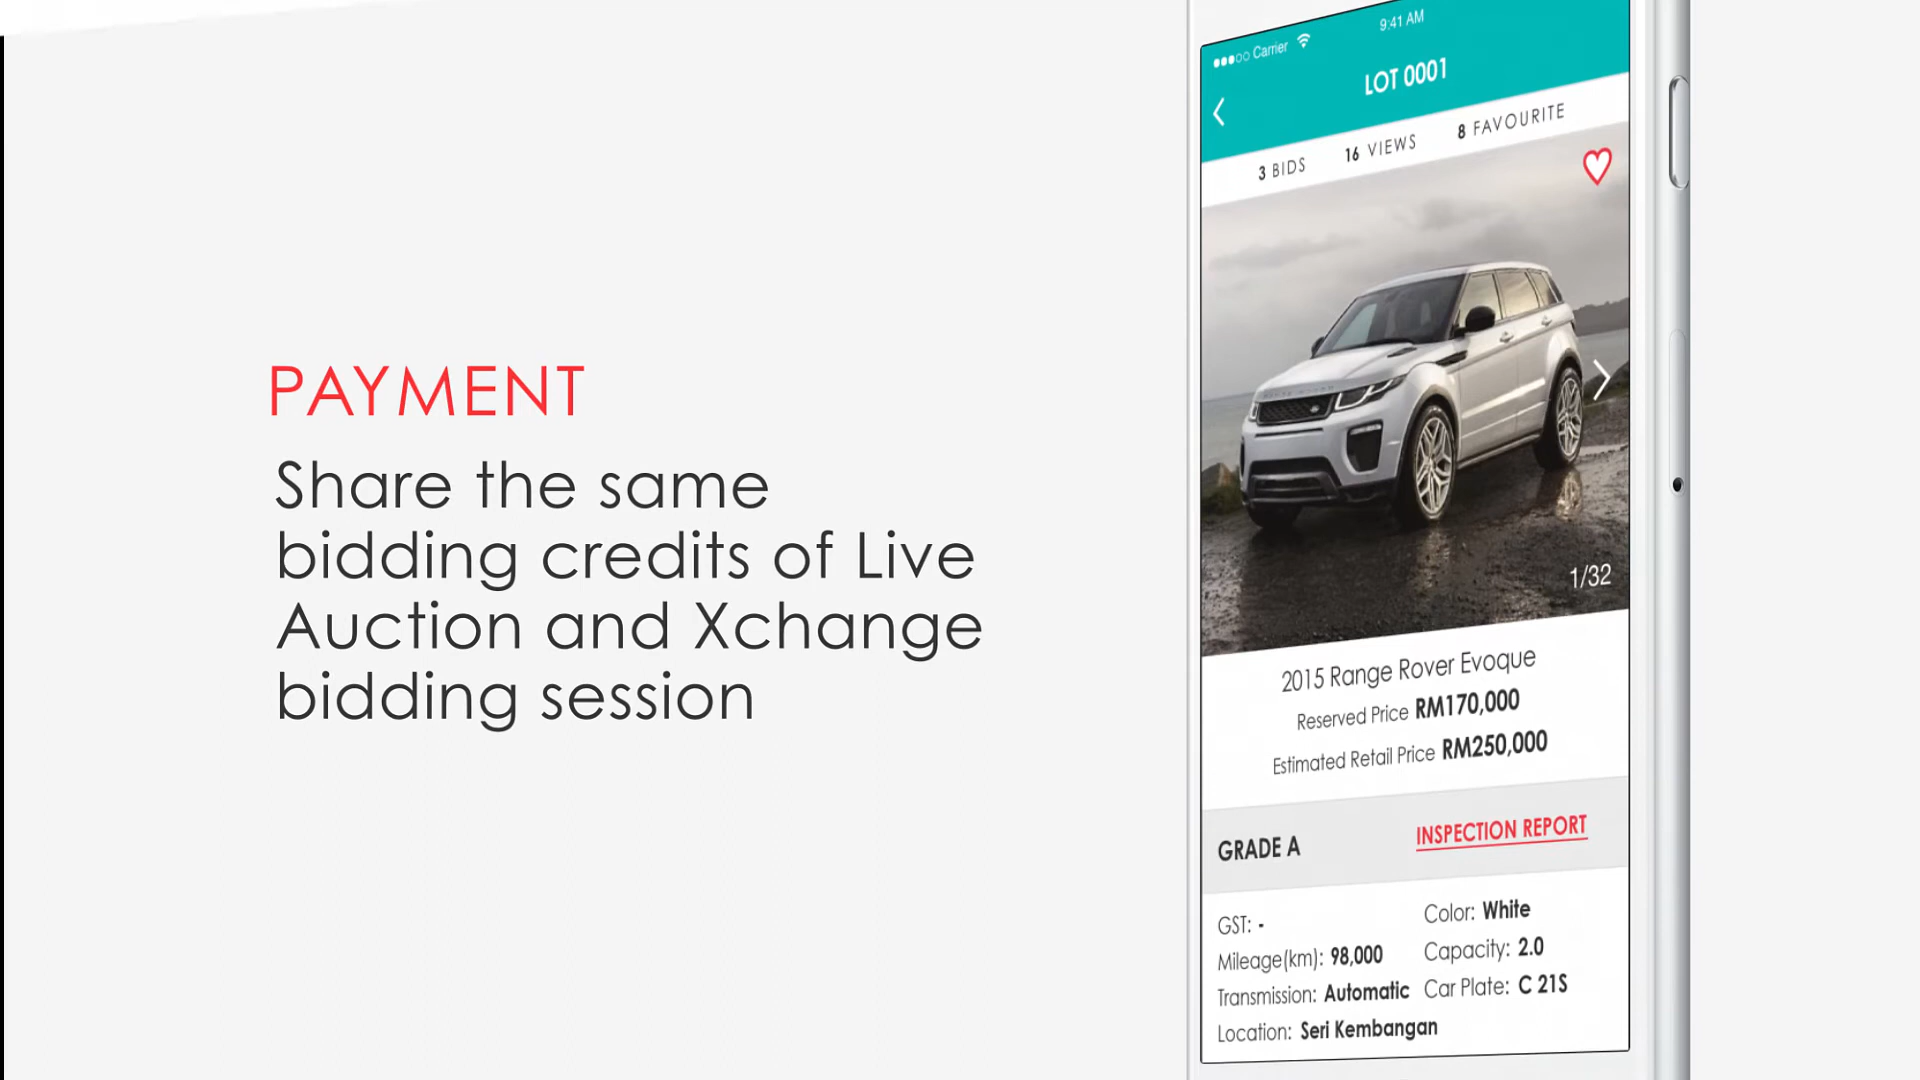 PAYMENT
Share the same
bidding credits of Live
Auction and Xchange
bidding session
Carrier 9:41 AM
LOT 0001
3 BIDS 16 VIEWS 8 FAVOURITE
1/32
2015 Range Rover Evoque
Reserved Price RM170,000
Estimated Retail Price RM250,000
GRADE A INSPECTION REPORT
GST: - Color: White
Mileage(km): 98,000 Capacity: 2.0
Transmission: Automatic Car Plate: C 21S
Location: Seri Kembangan